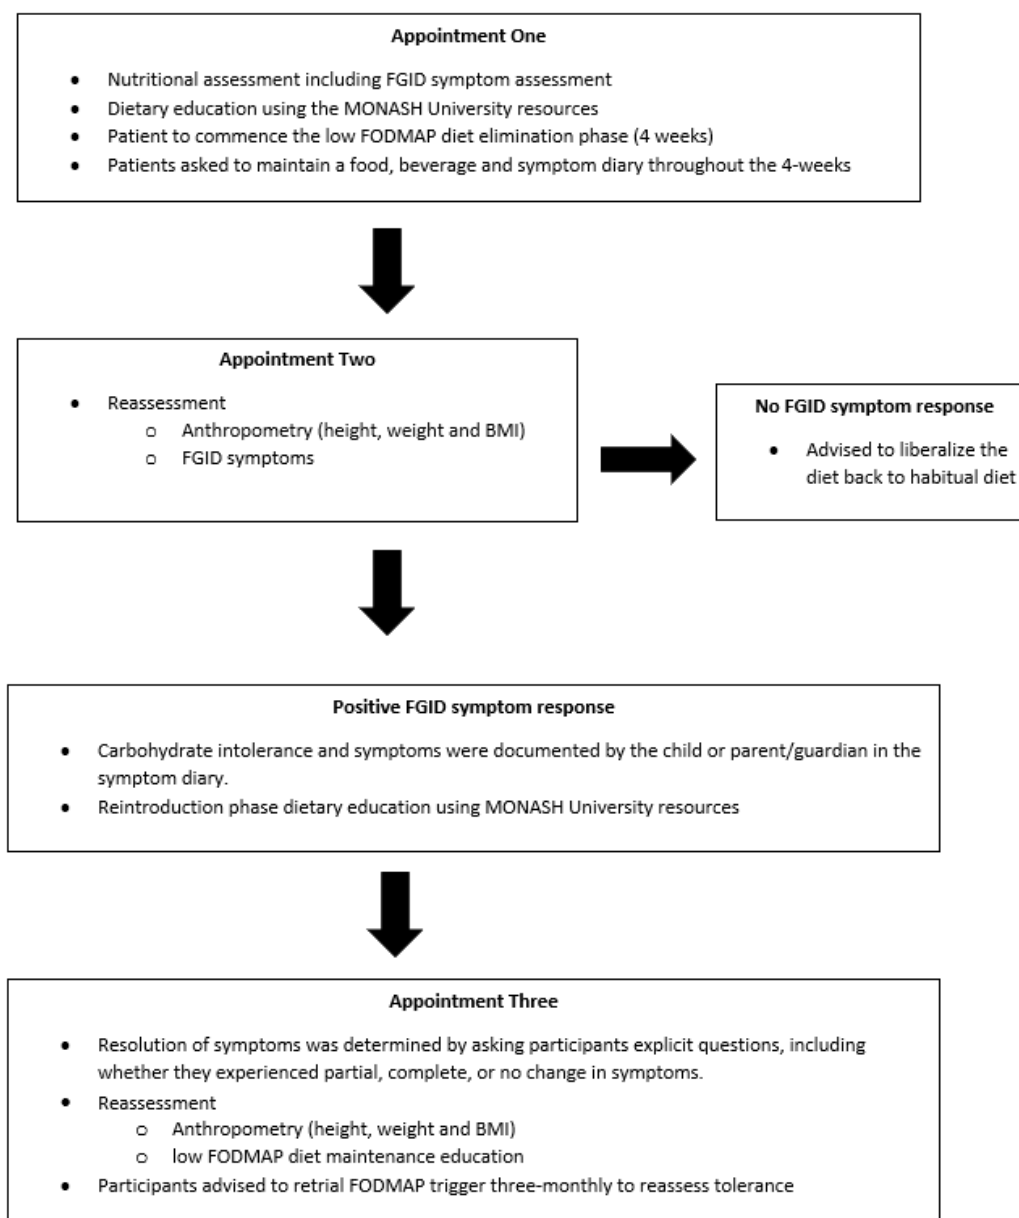 Appointment One
• Nutritional assessment including FGID symptom assessment
• Dietary education using the MONASH University resources
• Patient to commence the low FODMAP diet elimination phase (4 weeks)
• Patients asked to maintain a food, beverage and symptom diary throughout the 4-weeks
Appointment Two
• Reassessment
o Anthropometry (height, weight and BMI)
o FGID symptoms
No FGID symptom response
• Advised to liberalize the
diet back to habitual diet
Positive FGID symptom response
• Carbohydrate intolerance and symptoms were documented by the child or parent/guardian in the
symptom diary.
• Reintroduction phase dietary education using MONASH University resources
Appointment Three
• Resolution of symptoms was determined by asking participants explicit questions, including
whether they experienced partial, complete, or no change in symptoms.
• Reassessment
o Anthropometry (height, weight and BMI)
o low FODMAP diet maintenance education
• Participants advised to retrial FODMAP trigger three-monthly to reassess tolerance